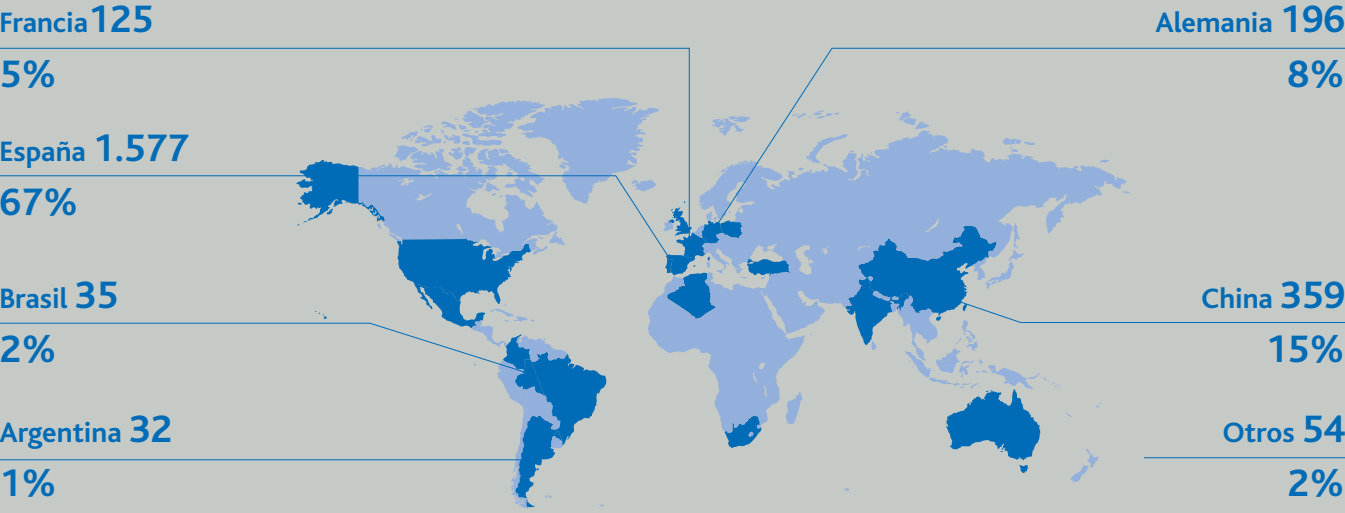 Francia 125
5%
España 1.577
67%
Brasil 35
2%
Argentina 32
1%
Alemania 196
8%
China 359
15%
Otros 54
2%